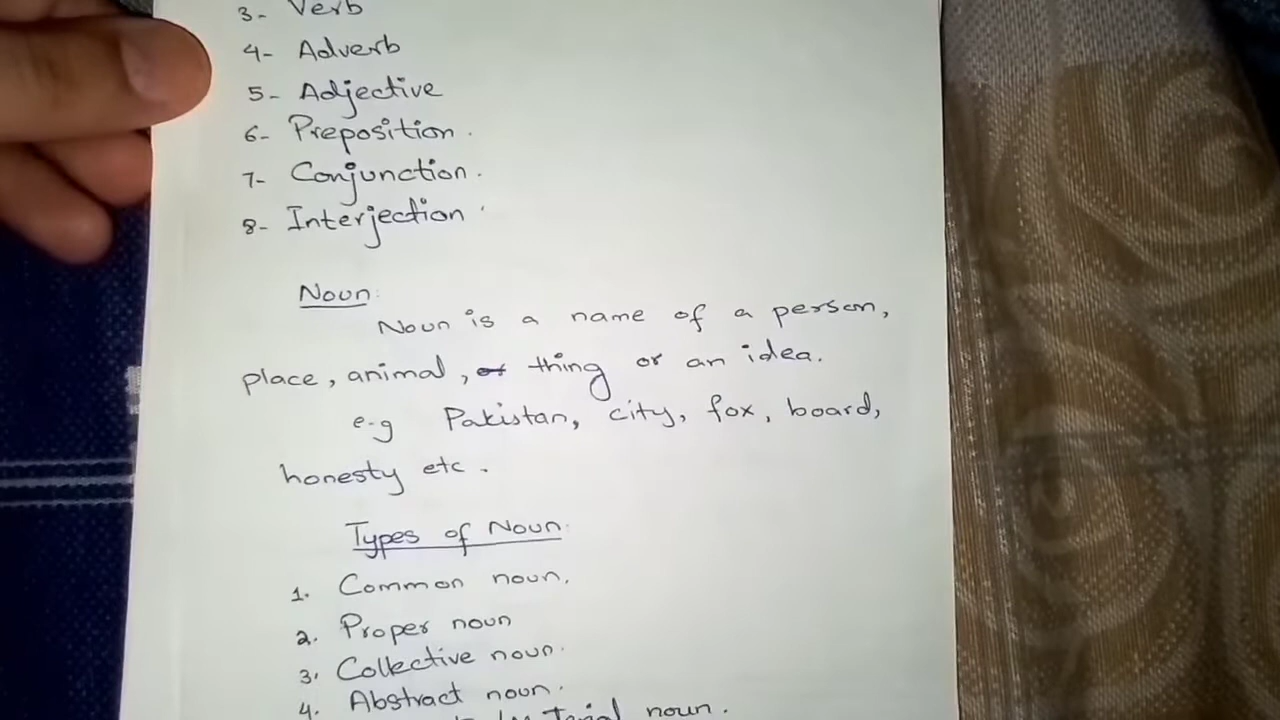 3- Verb
4- Adverb
5- Adjective
6- Preposition.
7- Conjunction.
8- Interjection.
Noun:
Noun is a name of a person,
place, animal, or thing or an idea.
e.g Pakistan, city, fox, board,
honesty etc.
Types of Noun:
1. Common noun.
2. Proper noun
3. Collective noun.
4. Abstract noun.
noun.